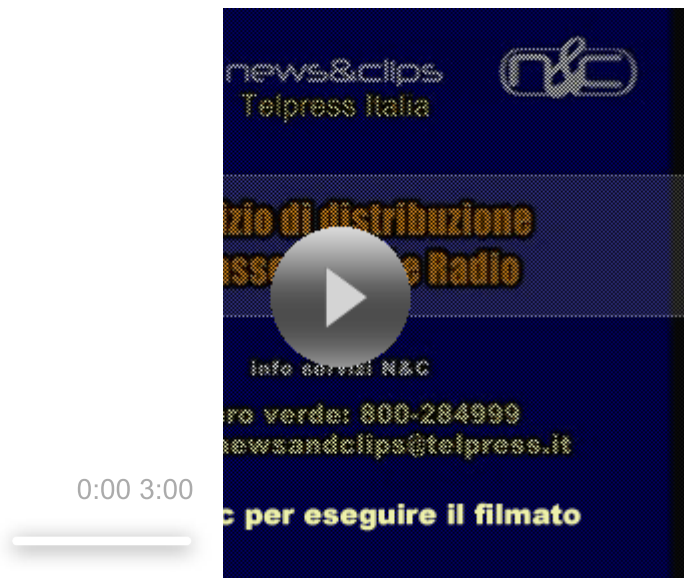 news&clips n&c
Telpress Italia
izio di distribuzione
e Radio
info servizi N&C
ro verde: 800-284999
newsandclips@telpress.it
c per eseguire il filmato
0:00 3:00